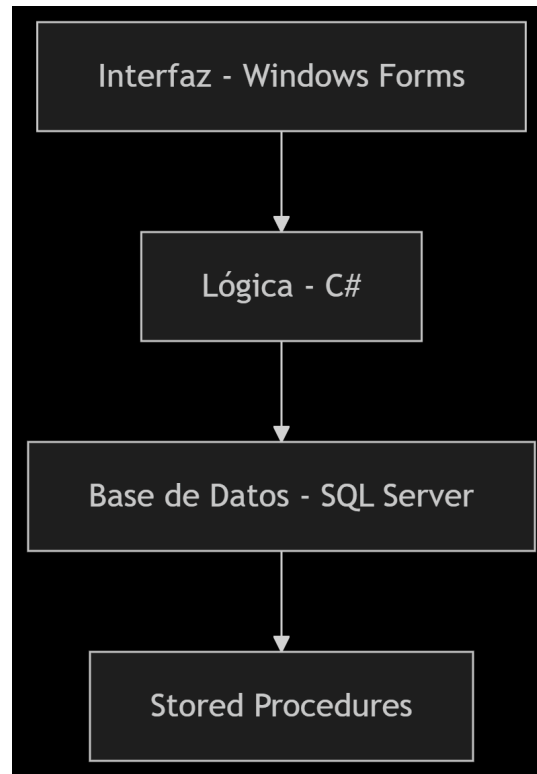 Interfaz - Windows Forms
Lógica - C#
Base de Datos - SQL Server
Stored Procedures